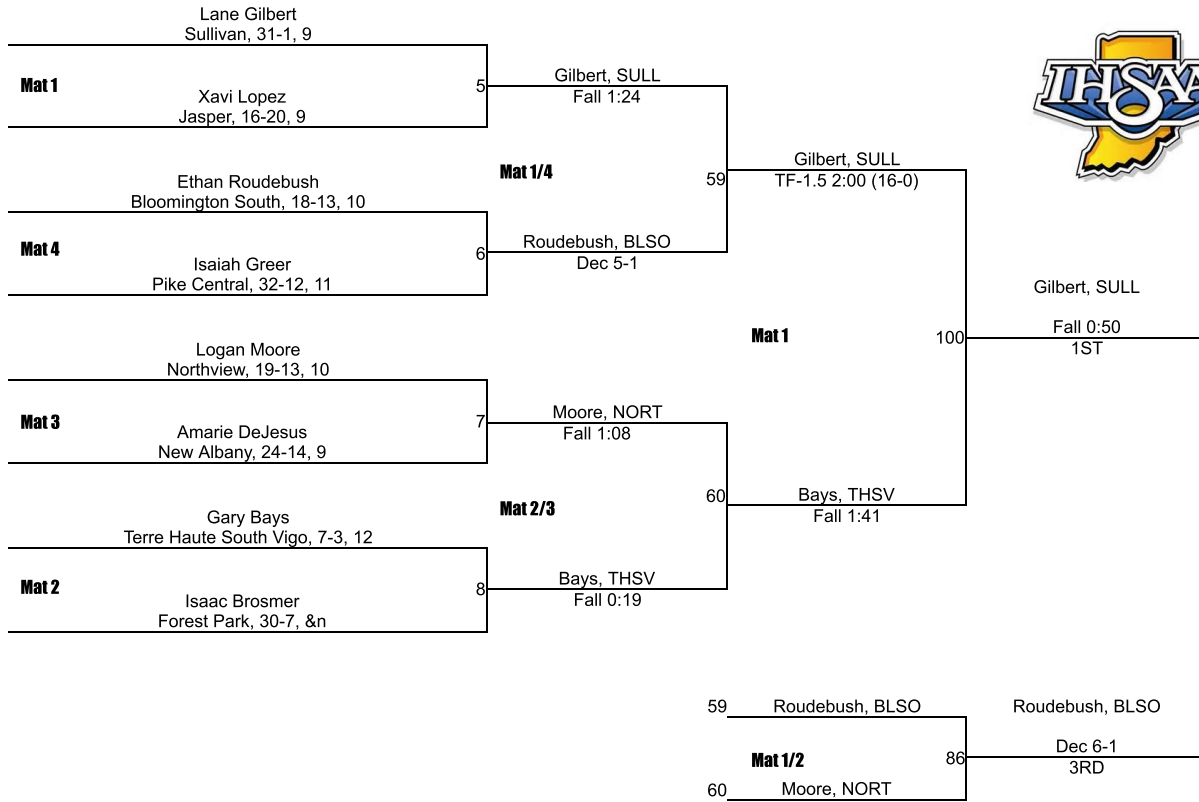 Lane Gilbert
Sullivan, 31-1, 9
Mat 1
Xavi Lopez
Jasper, 16-20, 9
5
Gilbert, SULL
Fall 1:24
Ethan Roudebush
Bloomington South, 18-13, 10
Mat 4
Isaiah Greer
Pike Central, 32-12, 11
6
Roudebush, BLSO
Dec 5-1
Mat 1/4
59
Gilbert, SULL
TF-1.5 2:00 (16-0)
Logan Moore
Northview, 19-13, 10
Mat 3
Amarie DeJesus
New Albany, 24-14, 9
7
Moore, NORT
Fall 1:08
Gary Bays
Terre Haute South Vigo, 7-3, 12
Mat 2
Isaac Brosmer
Forest Park, 30-7, &n
8
Bays, THSV
Fall 0:19
Mat 2/3
60
Bays, THSV
Fall 1:41
Mat 1
100
Gilbert, SULL
Fall 0:50
1ST
IHSAA
59
Roudebush, BLSO
Mat 1/2
60
Moore, NORT
86
Roudebush, BLSO
Dec 6-1
3RD